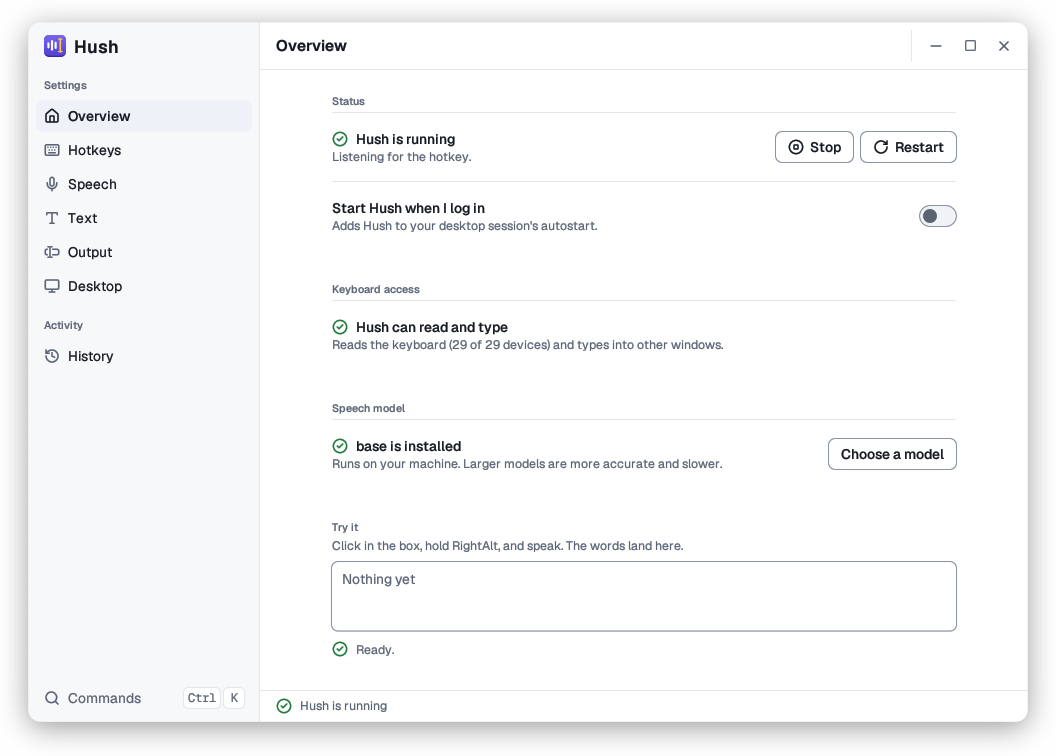 Hush
Settings
Overview
Hotkeys
Speech
Text
Output
Desktop
Activity
History
Commands Ctrl K
Overview
Status
Hush is running
Listening for the hotkey.
Stop
Restart
Start Hush when I log in
Adds Hush to your desktop session's autostart.
Keyboard access
Hush can read and type
Reads the keyboard (29 of 29 devices) and types into other windows.
Speech model
base is installed
Runs on your machine. Larger models are more accurate and slower.
Choose a model
Try it
Click in the box, hold RightAlt, and speak. The words land here.
Nothing yet
Ready.
Hush is running